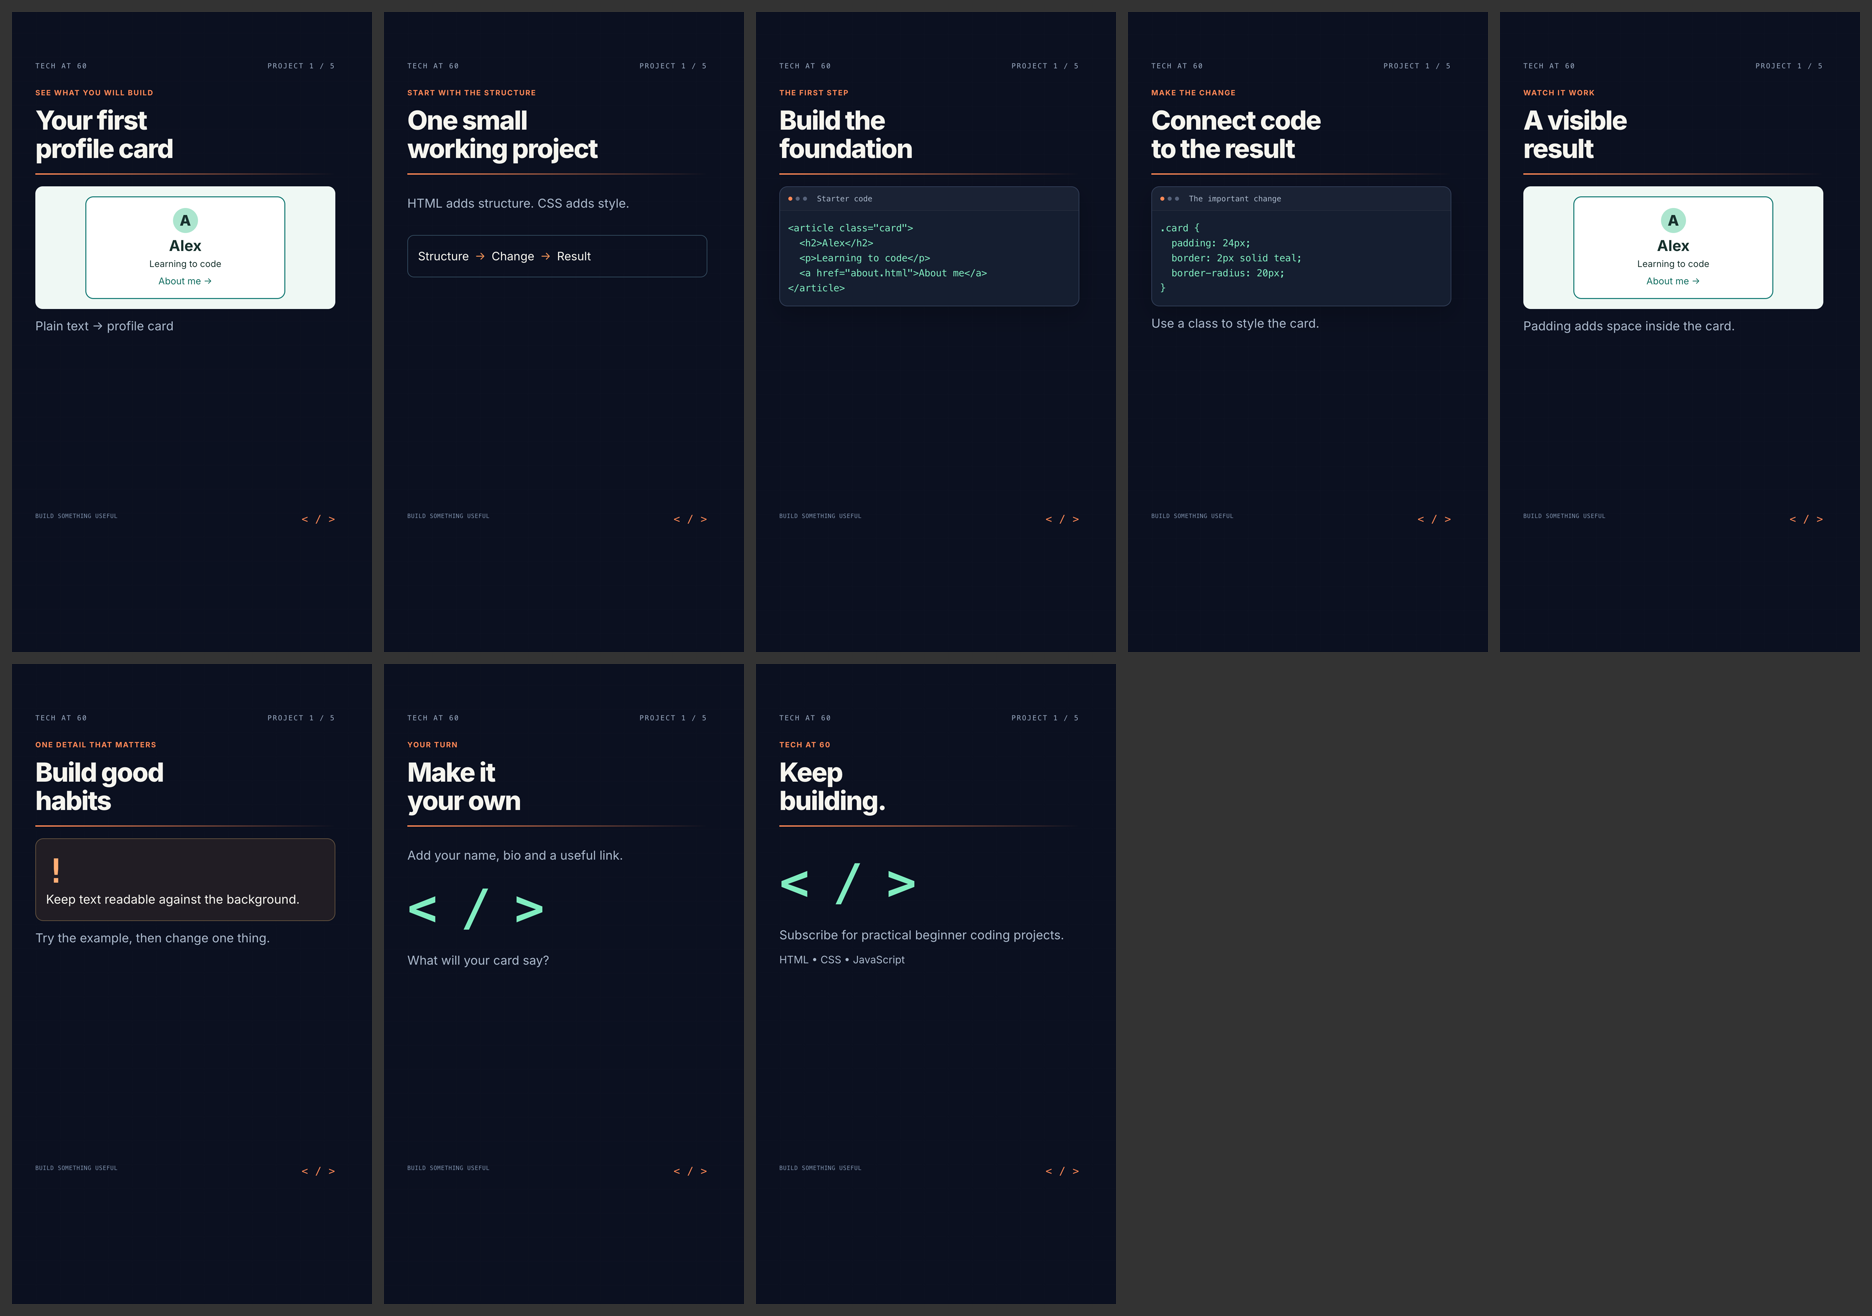 TECH AT 60
PROJECT 1 / 5
SEE WHAT YOU WILL BUILD
Your first
profile card
A
Alex
Learning to code
About me →
Plain text → profile card
BUILD SOMETHING USEFUL
< / >
TECH AT 60
PROJECT 1 / 5
START WITH THE STRUCTURE
One small
working project
HTML adds structure. CSS adds style.
Structure → Change → Result
BUILD SOMETHING USEFUL
< / >
TECH AT 60
PROJECT 1 / 5
THE FIRST STEP
Build the
foundation
Starter code
<article class="card">
  <h2>Alex</h2>
  <p>Learning to code</p>
  <a href="about.html">About me</a>
</article>
BUILD SOMETHING USEFUL
< / >
TECH AT 60
PROJECT 1 / 5
MAKE THE CHANGE
Connect code
to the result
The important change
.card {
  padding: 24px;
  border: 2px solid teal;
  border-radius: 20px;
}
Use a class to style the card.
BUILD SOMETHING USEFUL
< / >
TECH AT 60
PROJECT 1 / 5
WATCH IT WORK
A visible
result
A
Alex
Learning to code
About me →
Padding adds space inside the card.
BUILD SOMETHING USEFUL
< / >
TECH AT 60
PROJECT 1 / 5
ONE DETAIL THAT MATTERS
Build good
habits
!
Keep text readable against the background.
Try the example, then change one thing.
BUILD SOMETHING USEFUL
< / >
TECH AT 60
PROJECT 1 / 5
YOUR TURN
Make it
your own
Add your name, bio and a useful link.
< / >
What will your card say?
BUILD SOMETHING USEFUL
< / >
TECH AT 60
PROJECT 1 / 5
TECH AT 60
Keep
building.
< / >
Subscribe for practical beginner coding projects.
HTML • CSS • JavaScript
BUILD SOMETHING USEFUL
< / >